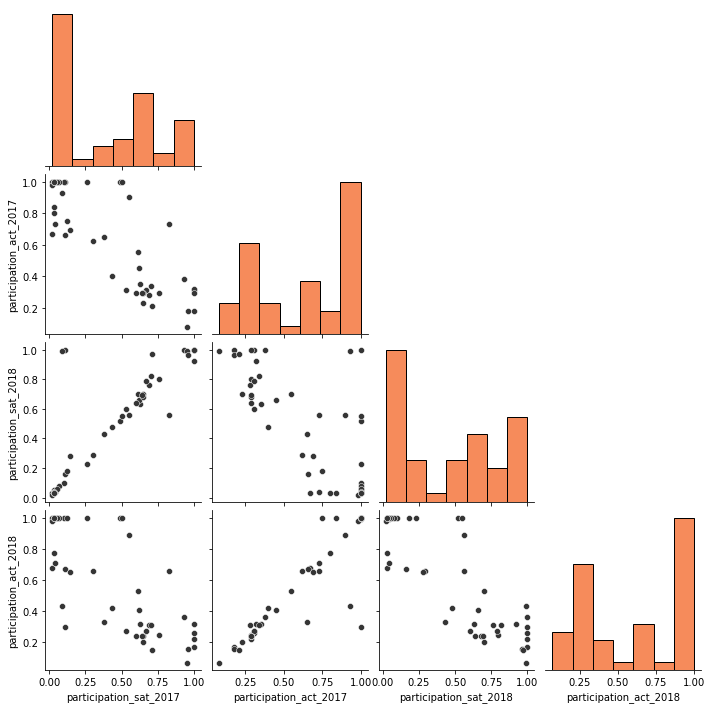 1.0
0.8
0.6
0.4
0.2
participation_act_2017
1.0
0.8
0.6
0.4
0.2
0.0
participation_sat_2018
1.0
0.8
0.6
0.4
0.2
participation_act_2018
0.00 0.25 0.50 0.75 1.00
participation_sat_2017
0.25 0.50 0.75 1.00
participation_act_2017
0.00 0.25 0.50 0.75 1.00
participation_sat_2018
0.25 0.50 0.75 1.00
participation_act_2018